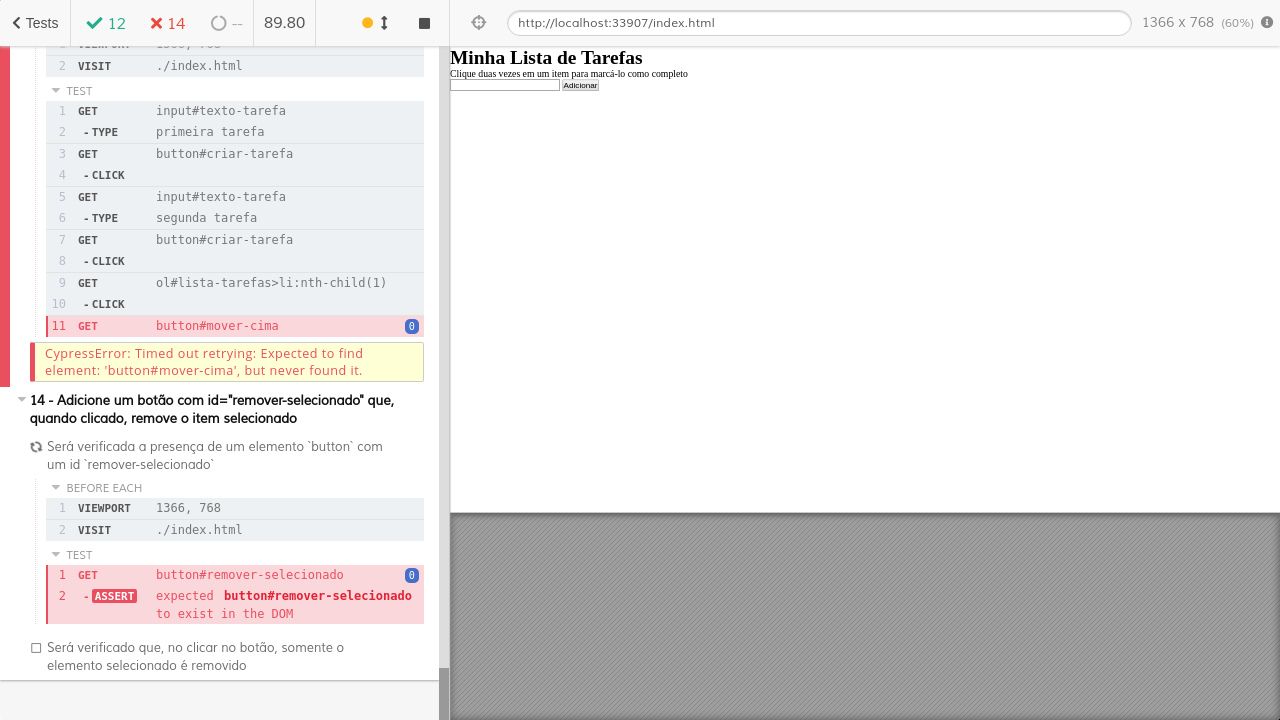 Tests
12
14
--
89.80
http://localhost:33907/index.html
1366 x 768 (60%)
2 VISIT ./index.html
TEST
1 GET input#texto-tarefa
2 -TYPE primeira tarefa
3 GET button#criar-tarefa
4 -CLICK
5 GET input#texto-tarefa
6 -TYPE segunda tarefa
7 GET button#criar-tarefa
8 -CLICK
9 GET ol#lista-tarefas>li:nth-child(1)
10 -CLICK
11 GET button#mover-cima 0
CypressError: Timed out retrying: Expected to find
element: 'button#mover-cima', but never found it.
14 - Adicione um botão com id="remover-selecionado" que,
quando clicado, remove o item selecionado
Será verificada a presença de um elemento `button` com
um id `remover-selecionado`
BEFORE EACH
1 VIEWPORT 1366, 768
2 VISIT ./index.html
TEST
1 GET button#remover-selecionado 0
2 -ASSERT expected button#remover-selecionado
to exist in the DOM
Será verificado que, no clicar no botão, somente o
elemento selecionado é removido
Minha Lista de Tarefas
Clique duas vezes em um item para marcá-lo como completo
Adicionar